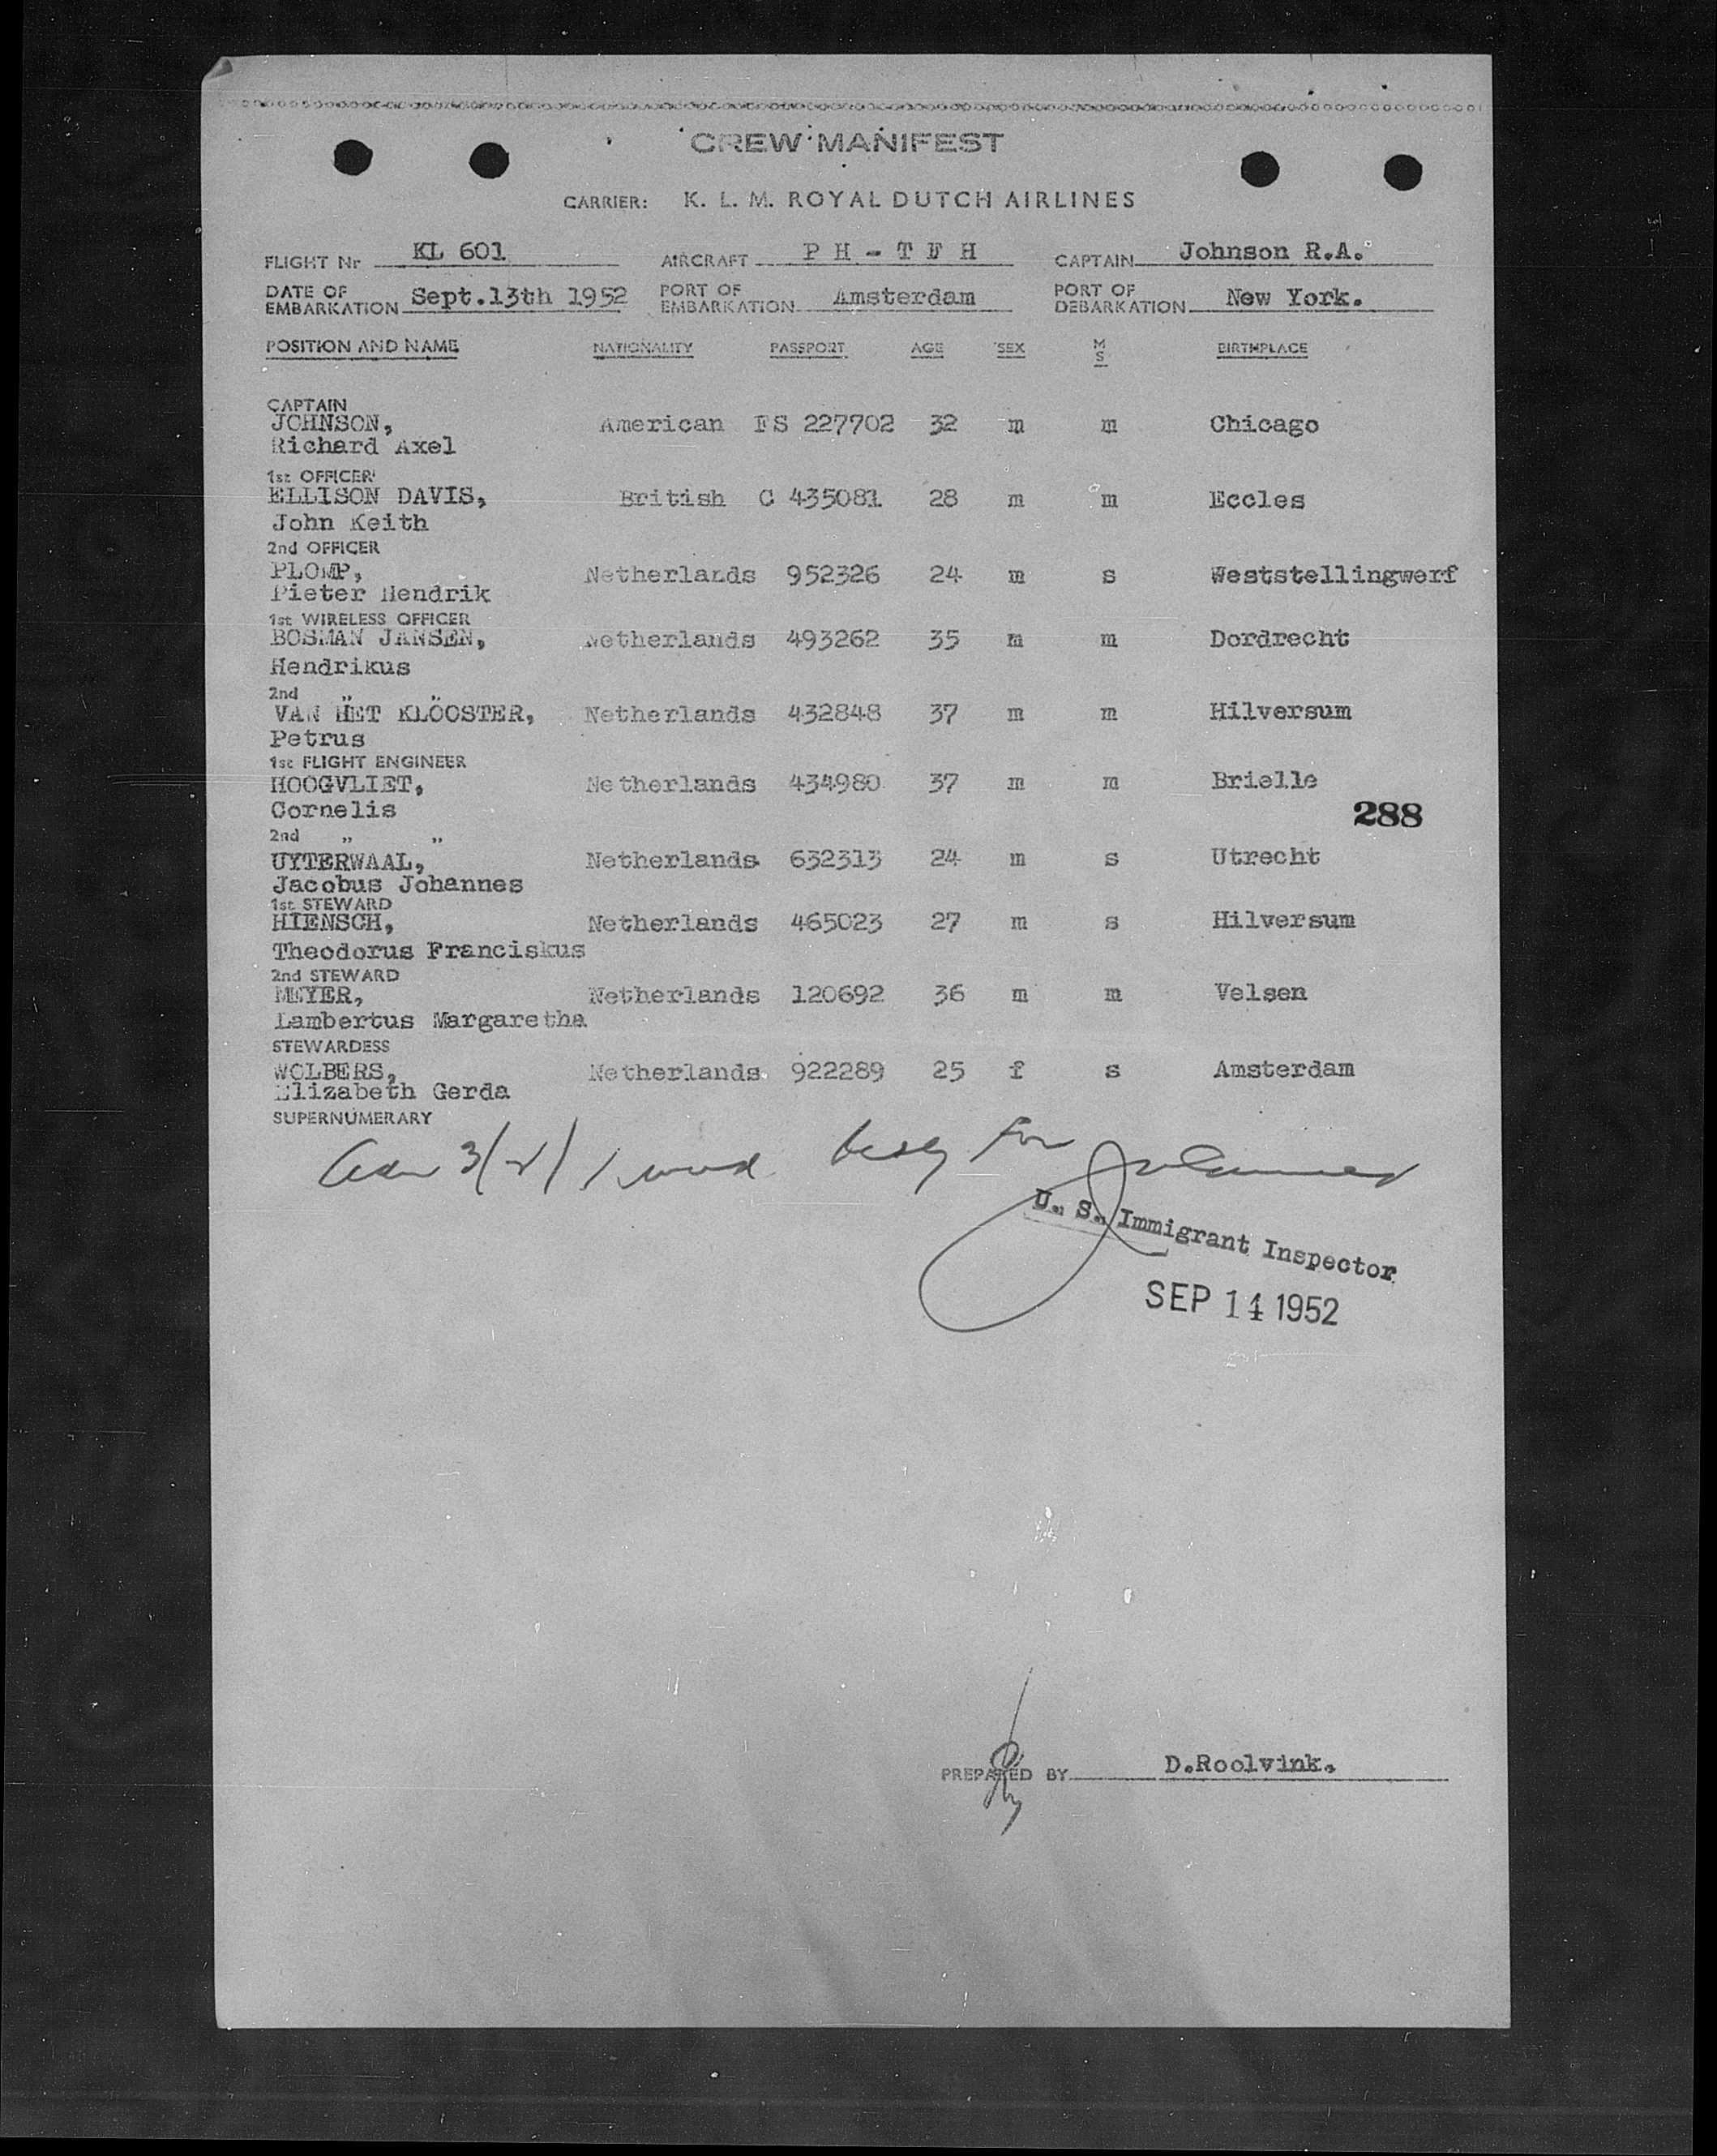 CREW MANIFEST
CARRIER: K. L. M. ROYAL DUTCH AIRLINES
FLIGHT Nr KL 601 AIRCRAFT PH-TFH CAPTAIN Johnson R.A.
DATE OF EMBARKATION Sept.13th 1952 PORT OF EMBARKATION Amsterdam PORT OF DEBARKATION New York.
POSITION AND NAME NATIONALITY PASSPORT AGE SEX M S BIRTHPLACE
CAPTAIN
JOHNSON, American FS 227702 32 m m Chicago
Richard Axel
1st OFFICER
ELLISON DAVIS, British C 435081 28 m m Eccles
John Keith
2nd OFFICER
PLOMP, Netherlands 952326 24 m s Weststellingwerf
Pieter Hendrik
1st WIRELESS OFFICER
BOSMAN JANSEN, Netherlands 493262 35 m m Dordrecht
Hendrikus
2nd " "
VAN HET KLOOSTER, Netherlands 432848 37 m m Hilversum
Petrus
1st FLIGHT ENGINEER
HOOGVLIET, Netherlands 434980 37 m m Brielle
Cornelis
288
2nd " "
UYTERWAAL, Netherlands 632313 24 m s Utrecht
Jacobus Johannes
1st STEWARD
HIENSCH, Netherlands 465023 27 m s Hilversum
Theodorus Franciskus
2nd STEWARD
MEYER, Netherlands 120692 36 m m Velsen
Lambertus Margaretha
STEWARDESS
WOLBERS, Netherlands 922289 25 f s Amsterdam
Elizabeth Gerda
SUPERNUMERARY
for
U. S. Immigrant Inspector
SEP 14 1952
PREPARED BY D.Roolvink.